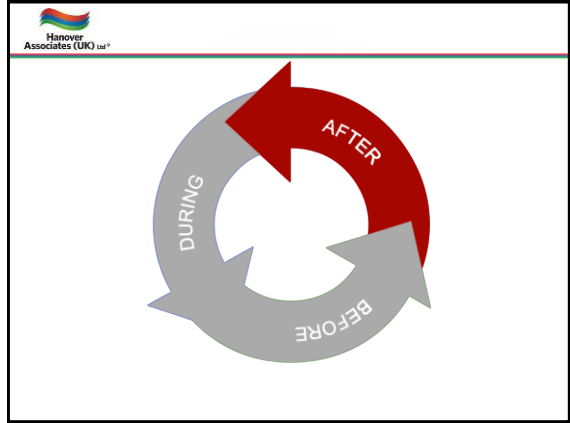 Hanover
Associates (UK) Ltd®
AFTER
DURING
BEFORE